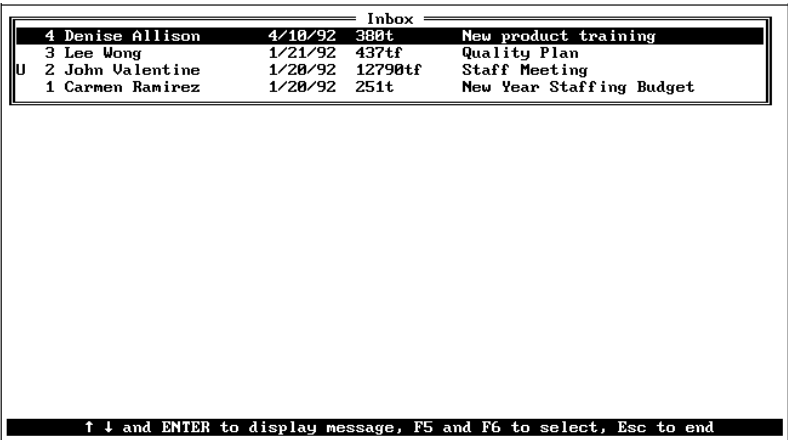 Inbox
4 Denise Allison 4/10/92 380t New product training
3 Lee Wong 1/21/92 437tf Quality Plan
U 2 John Valentine 1/20/92 12790tf Staff Meeting
1 Carmen Ramirez 1/20/92 251t New Year Staffing Budget
↑ ↓ and ENTER to display message, F5 and F6 to select, Esc to end